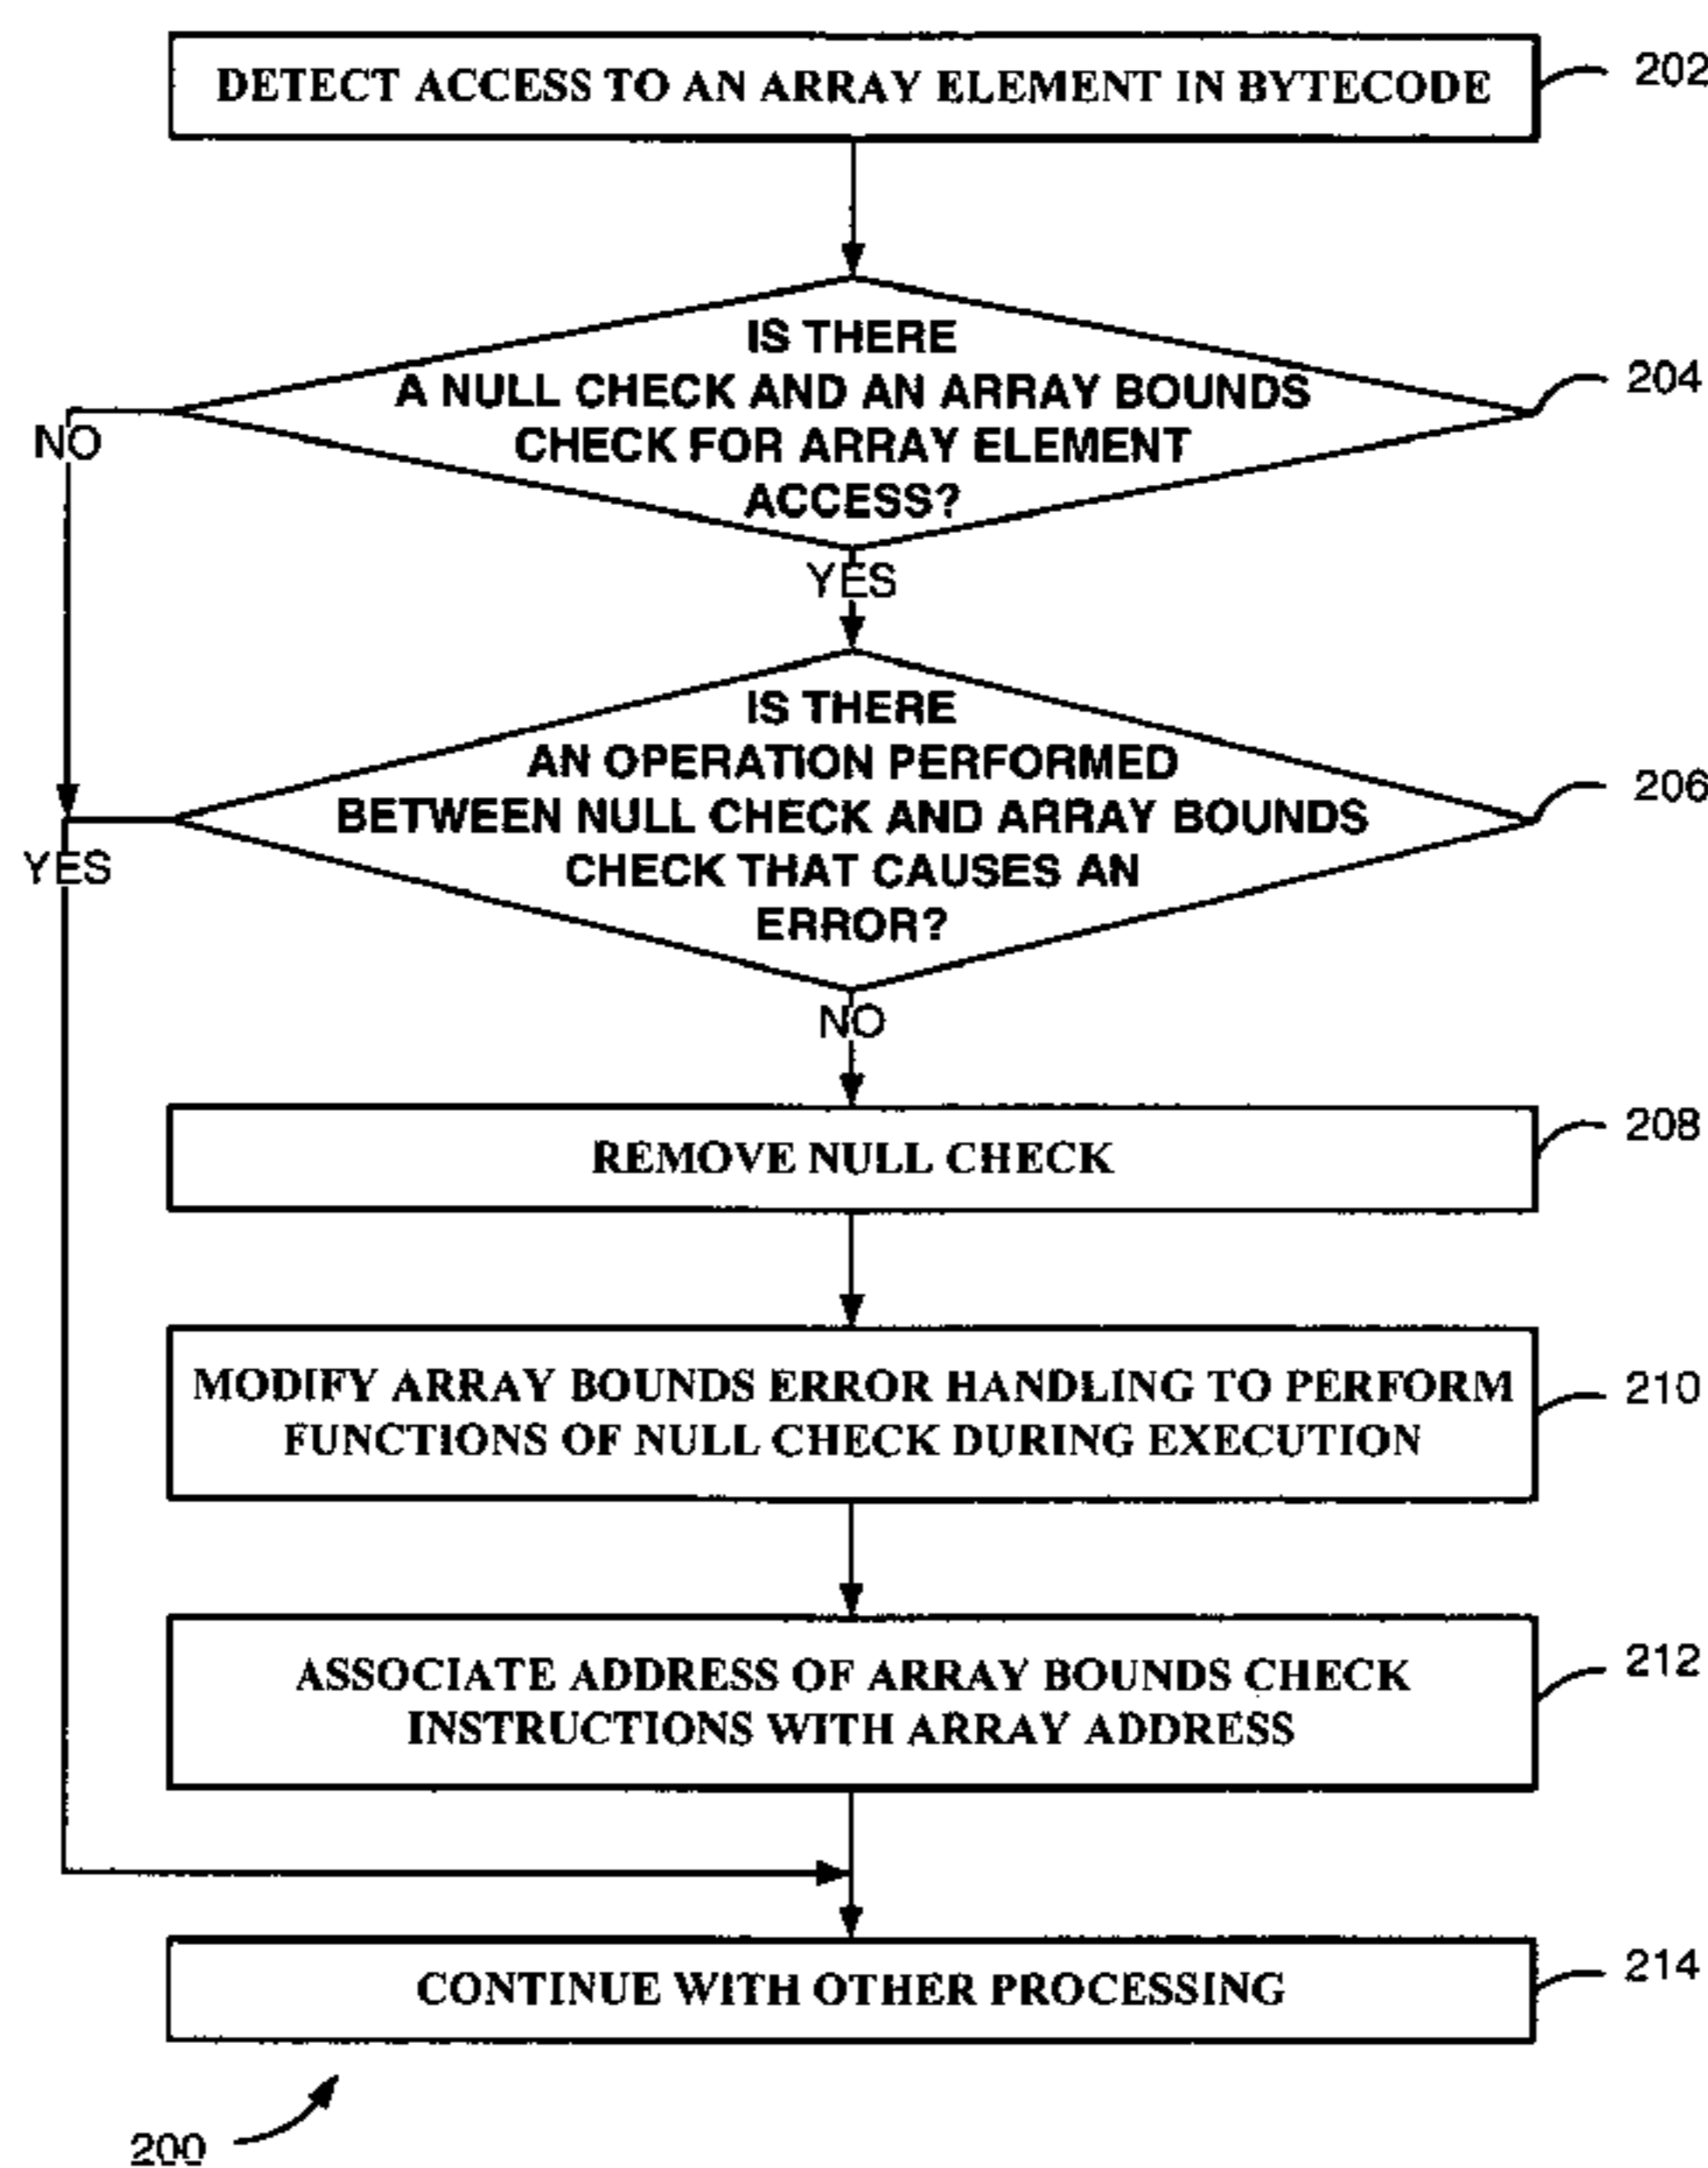 DETECT ACCESS TO AN ARRAY ELEMENT IN BYTECODE
202
IS THERE
A NULL CHECK AND AN ARRAY BOUNDS
CHECK FOR ARRAY ELEMENT
ACCESS?
204
NO
YES
IS THERE
AN OPERATION PERFORMED
BETWEEN NULL CHECK AND ARRAY BOUNDS
CHECK THAT CAUSES AN
ERROR?
206
YES
NO
REMOVE NULL CHECK
208
MODIFY ARRAY BOUNDS ERROR HANDLING TO PERFORM
FUNCTIONS OF NULL CHECK DURING EXECUTION
210
ASSOCIATE ADDRESS OF ARRAY BOUNDS CHECK
INSTRUCTIONS WITH ARRAY ADDRESS
212
CONTINUE WITH OTHER PROCESSING
214
200